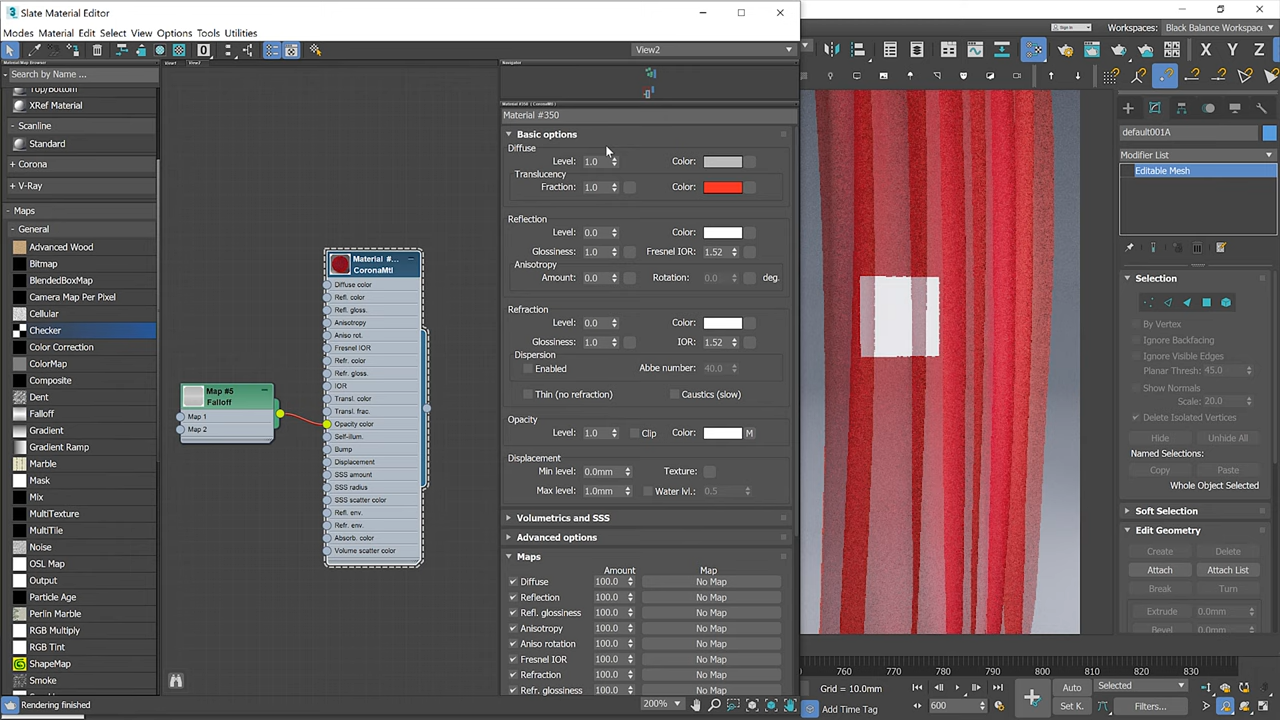 Slate Material Editor
Modes Material Edit Select View Options Tools Utilities
Workspaces: Black Balance Workspac
View2
Search by Name ...
XRef Material
Scanline
Standard
Corona
V-Ray
Maps
General
Advanced Wood
Bitmap
BlendedBoxMap
Camera Map Per Pixel
Cellular
Checker
Color Correction
ColorMap
Composite
Dent
Falloff
Gradient
Gradient Ramp
Marble
Mask
Mix
MultiTexture
MultiTile
Noise
OSL Map
Output
Particle Age
Perlin Marble
RGB Multiply
RGB Tint
ShapeMap
Smoke
Rendering finished
Map #5
Falloff
Map 1
Map 2
Material #...
CoronaMtl
Diffuse color
Refl. color
Refl. gloss.
Anisotropy
Aniso rot.
Fresnel IOR
Refr. color
Refr. gloss.
IOR
Transl. color
Transl. frac.
Opacity color
Self-illum.
Bump
Displacement
SSS amount
SSS radius
SSS scatter color
Refl. env.
Refr. env.
Absorb. color
Volume scatter color
Material #350
Basic options
Diffuse
Level: 1.0 Color:
Translucency
Fraction: 1.0 Color:
Reflection
Level: 0.0 Color:
Glossiness: 1.0 Fresnel IOR: 1.52
Anisotropy
Amount: 0.0 Rotation: 0.0 deg.
Refraction
Level: 0.0 Color:
Glossiness: 1.0 IOR: 1.52
Dispersion
Enabled Abbe number: 40.0
Thin (no refraction) Caustics (slow)
Opacity
Level: 1.0 Clip Color: M
Displacement
Min level: 0.0mm Texture:
Max level: 1.0mm Water lvl.: 0.5
Volumetrics and SSS
Advanced options
Maps
Amount Map
Diffuse 100.0 No Map
Reflection 100.0 No Map
Refl. glossiness 100.0 No Map
Anisotropy 100.0 No Map
Aniso rotation 100.0 No Map
Fresnel IOR 100.0 No Map
Refraction 100.0 No Map
Refr. glossiness 100.0 No Map
200%
X Y Z
default001A
Modifier List
Editable Mesh
Selection
By Vertex
Ignore Backfacing
Ignore Visible Edges
Planar Thresh: 45.0
Show Normals
Scale: 20.0
Delete Isolated Vertices
Hide Unhide All
Named Selections:
Copy Paste
Whole Object Selected
Soft Selection
Edit Geometry
Create Delete
Attach Attach List
Break Turn
Extrude 0.0mm
Bevel 0.0mm
760 770 780 790 800 810 820 830
Grid = 10.0mm
Auto Selected
Add Time Tag
600
Set K. Filters...